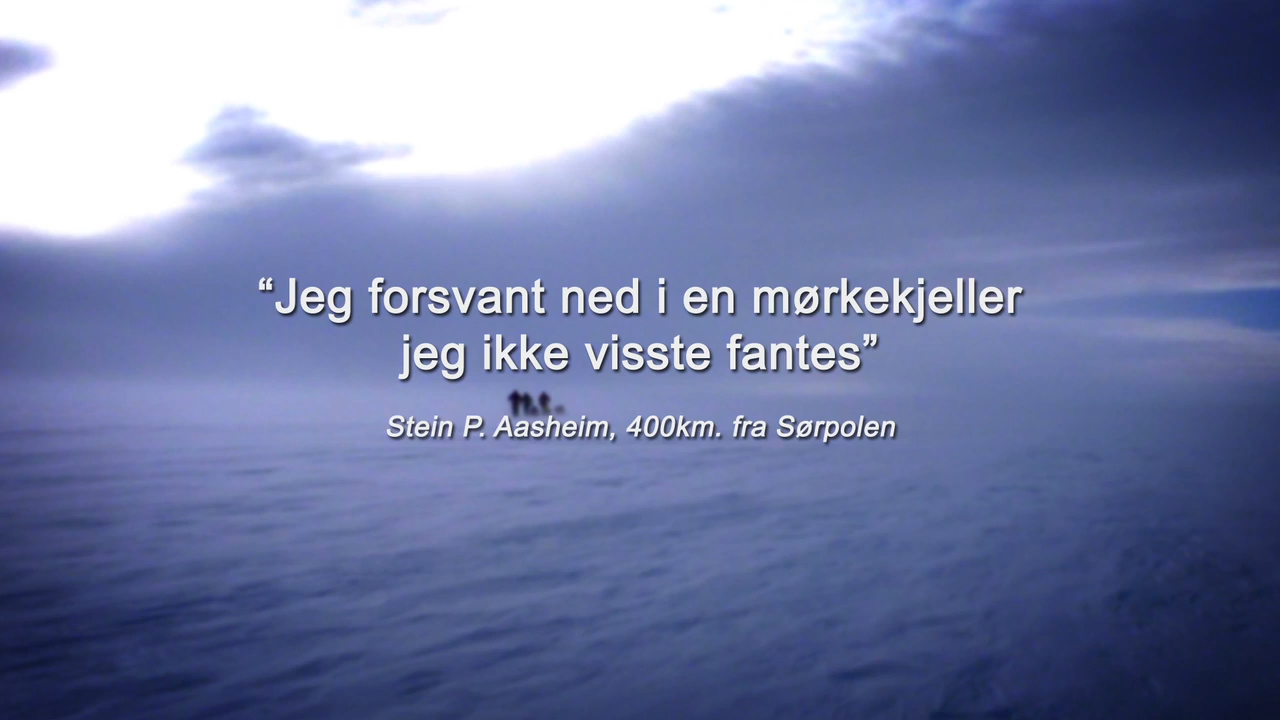 “Jeg forsvant ned i en mørkekjeller
jeg ikke visste fantes”
Stein P. Aasheim, 400km. fra Sørpolen